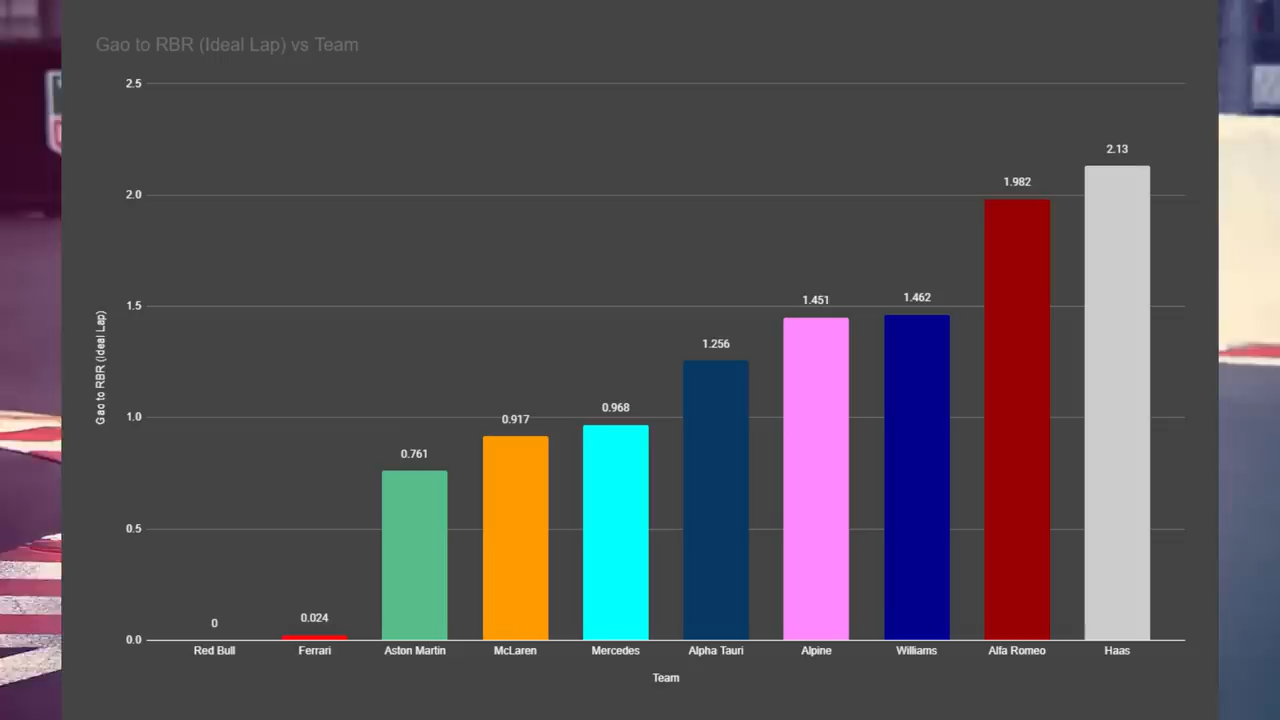 Gao to RBR (Ideal Lap) vs Team
2.5
2.0
1.5
1.0
0.5
0.0
Gao to RBR (Ideal Lap)
0
0.024
0.761
0.917
0.968
1.256
1.451
1.462
1.982
2.13
Red Bull
Ferrari
Aston Martin
McLaren
Mercedes
Alpha Tauri
Alpine
Williams
Alfa Romeo
Haas
Team